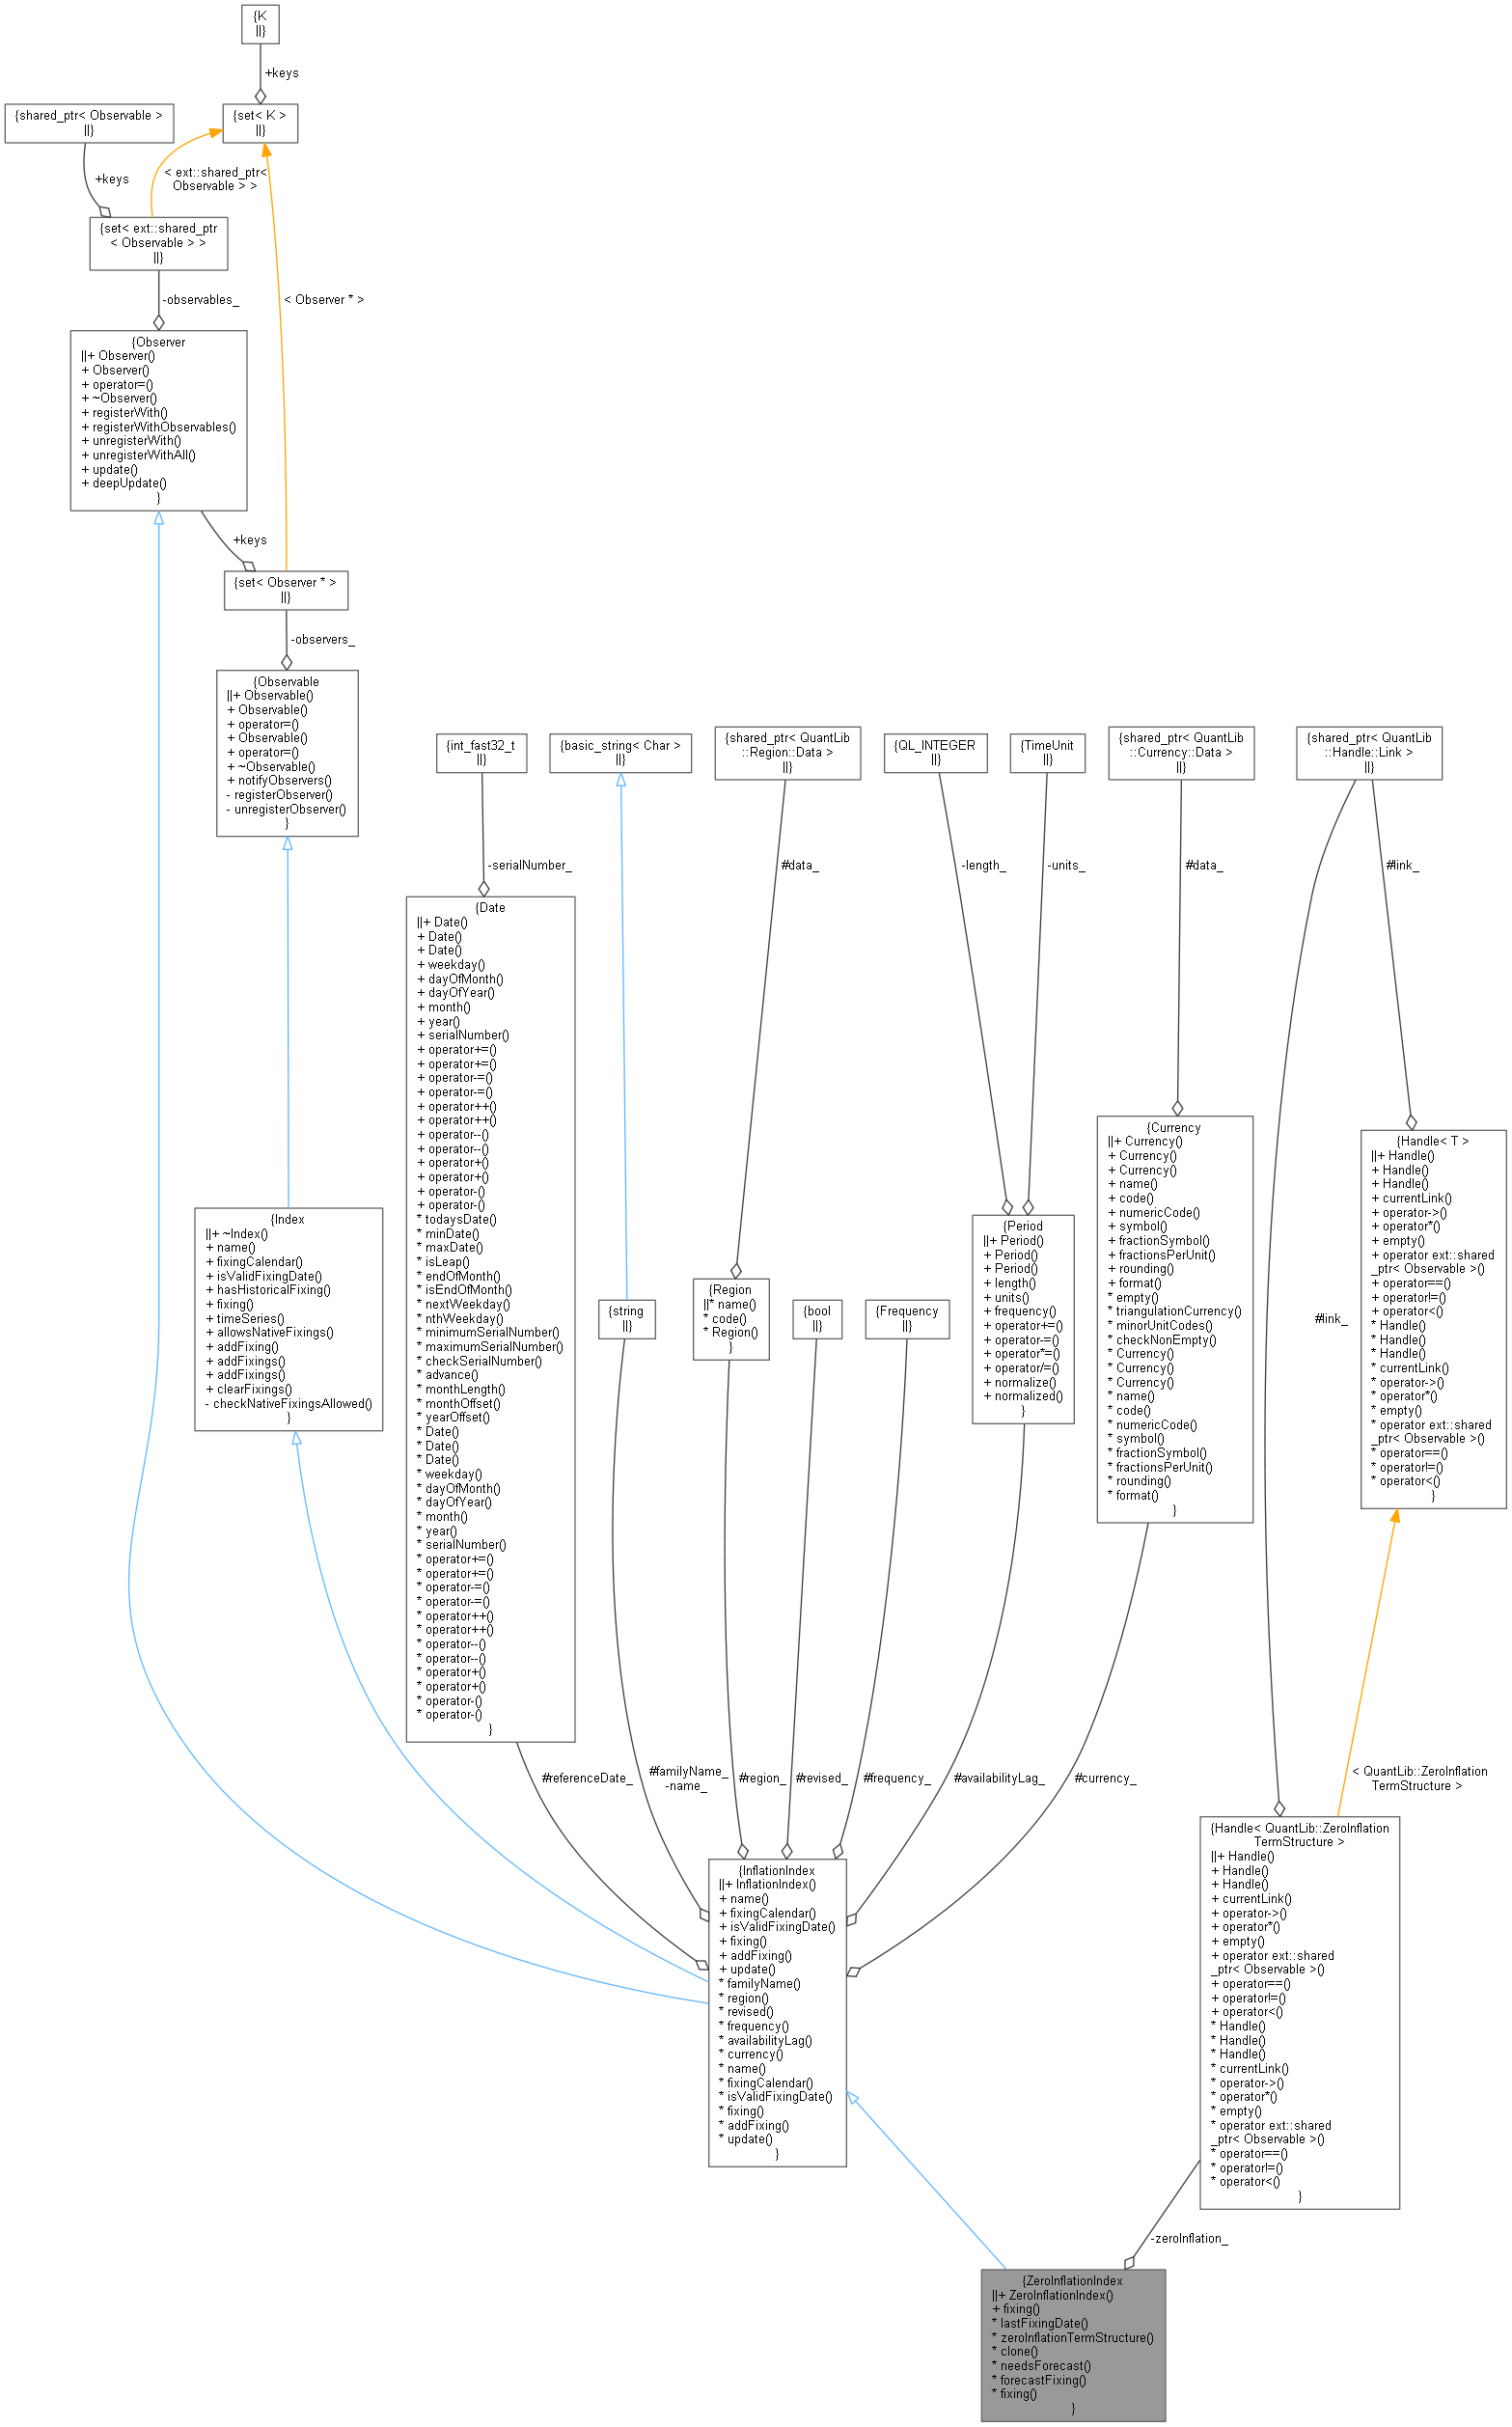 {K
||}
+keys
{shared_ptr< Observable >
||}
{set< K >
||}
+keys
< ext::shared_ptr<
Observable > >
{set< ext::shared_ptr
< Observable > >
||}
-observables_
< Observer * >
{Observer
||+ Observer()
+ Observer()
+ operator=()
+ ~Observer()
+ registerWith()
+ registerWithObservables()
+ unregisterWith()
+ unregisterWithAll()
+ update()
+ deepUpdate()
}
+keys
{set< Observer * >
||}
-observers_
{Observable
||+ Observable()
+ Observable()
+ operator=()
+ Observable()
+ operator=()
+ ~Observable()
+ notifyObservers()
- registerObserver()
- unregisterObserver()
}
{int_fast32_t
||}
{basic_string< Char >
||}
{shared_ptr< QuantLib
::Region::Data >
||}
{QL_INTEGER
||}
{TimeUnit
||}
{shared_ptr< QuantLib
::Currency::Data >
||}
{shared_ptr< QuantLib
::Handle::Link >
||}
-serialNumber_
#data_
-length_
-units_
#data_
#link_
{Date
||+ Date()
+ Date()
+ Date()
+ weekday()
+ dayOfMonth()
+ dayOfYear()
+ month()
+ year()
+ serialNumber()
+ operator+=()
+ operator+=()
+ operator-=()
+ operator-=()
+ operator++()
+ operator++()
+ operator--()
+ operator--()
+ operator+()
+ operator+()
+ operator-()
+ operator-()
* todaysDate()
* minDate()
* maxDate()
* isLeap()
* endOfMonth()
* isEndOfMonth()
* nextWeekday()
* nthWeekday()
* minimumSerialNumber()
* maximumSerialNumber()
* checkSerialNumber()
* advance()
* monthLength()
* monthOffset()
* yearOffset()
* Date()
* Date()
* Date()
* weekday()
* dayOfMonth()
* dayOfYear()
* month()
* year()
* serialNumber()
* operator+=()
* operator+=()
* operator-=()
* operator-=()
* operator++()
* operator++()
* operator--()
* operator--()
* operator+()
* operator+()
* operator-()
* operator-()
}
{Currency
||+ Currency()
+ Currency()
+ Currency()
+ name()
+ code()
+ numericCode()
+ symbol()
+ fractionSymbol()
+ fractionsPerUnit()
+ rounding()
+ format()
* empty()
* triangulationCurrency()
* minorUnitCodes()
* checkNonEmpty()
* Currency()
* Currency()
* Currency()
* name()
* code()
* numericCode()
* symbol()
* fractionSymbol()
* fractionsPerUnit()
* rounding()
* format()
}
{Handle< T >
||+ Handle()
+ Handle()
+ Handle()
+ currentLink()
+ operator->()
+ operator*()
+ empty()
+ operator ext::shared
_ptr< Observable >()
+ operator==()
+ operator!=()
+ operator<()
* Handle()
* Handle()
* Handle()
* currentLink()
* operator->()
* operator*()
* empty()
* operator ext::shared
_ptr< Observable >()
* operator==()
* operator!=()
* operator<()
}
{Index
||+ ~Index()
+ name()
+ fixingCalendar()
+ isValidFixingDate()
+ hasHistoricalFixing()
+ fixing()
+ timeSeries()
+ allowsNativeFixings()
+ addFixing()
+ addFixings()
+ addFixings()
+ clearFixings()
- checkNativeFixingsAllowed()
}
{Period
||+ Period()
+ Period()
+ Period()
+ length()
+ units()
+ frequency()
+ operator+=()
+ operator-=()
+ operator*=()
+ operator/=()
+ normalize()
+ normalized()
}
{string
||}
{Region
||* name()
* code()
* Region()
}
{bool
||}
{Frequency
||}
#link_
#referenceDate_
#familyName_
-name_
#region_
#revised_
#frequency_
#availabilityLag_
#currency_
< QuantLib::ZeroInflation
TermStructure >
{Handle< QuantLib::ZeroInflation
TermStructure >
||+ Handle()
+ Handle()
+ Handle()
+ currentLink()
+ operator->()
+ operator*()
+ empty()
+ operator ext::shared
_ptr< Observable >()
+ operator==()
+ operator!=()
+ operator<()
* Handle()
* Handle()
* Handle()
* currentLink()
* operator->()
* operator*()
* empty()
* operator ext::shared
_ptr< Observable >()
* operator==()
* operator!=()
* operator<()
}
{InflationIndex
||+ InflationIndex()
+ name()
+ fixingCalendar()
+ isValidFixingDate()
+ fixing()
+ addFixing()
+ update()
* familyName()
* region()
* revised()
* frequency()
* availabilityLag()
* currency()
* name()
* fixingCalendar()
* isValidFixingDate()
* fixing()
* addFixing()
* update()
}
-zeroInflation_
{ZeroInflationIndex
||+ ZeroInflationIndex()
+ fixing()
* lastFixingDate()
* zeroInflationTermStructure()
* clone()
* needsForecast()
* forecastFixing()
* fixing()
}